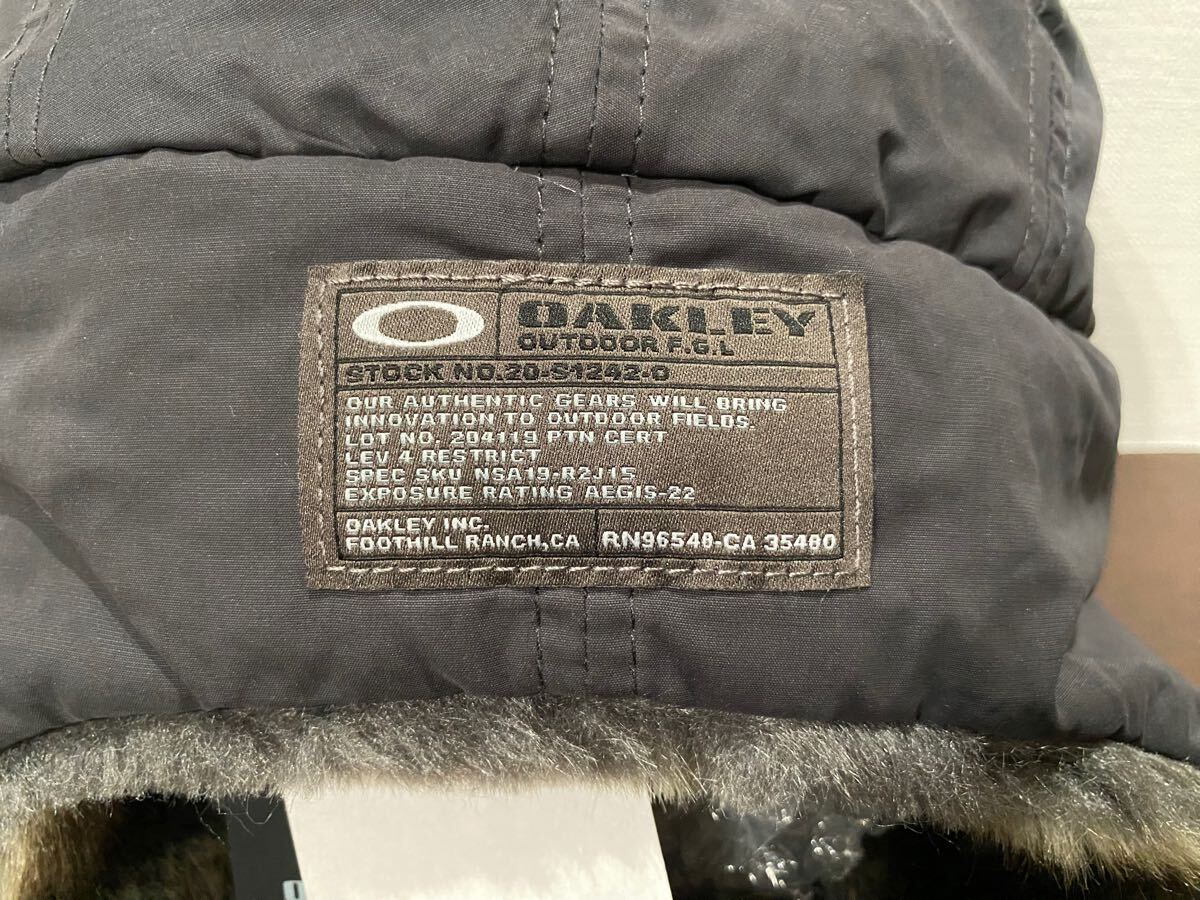 OAKLEY
OUTDOOR F.G.L
STOCK NO.20-S1242-0
OUR AUTHENTIC GEARS WILL BRING
INNOVATION TO OUTDOOR FIELDS.
LOT NO. 204119 PTN CERT
LEV 4 RESTRICT
SPEC SKU NSA19-R2J15
EXPOSURE RATING AEGIS-22
OAKLEY INC.
FOOTHILL RANCH,CA
RN96548-CA 35480